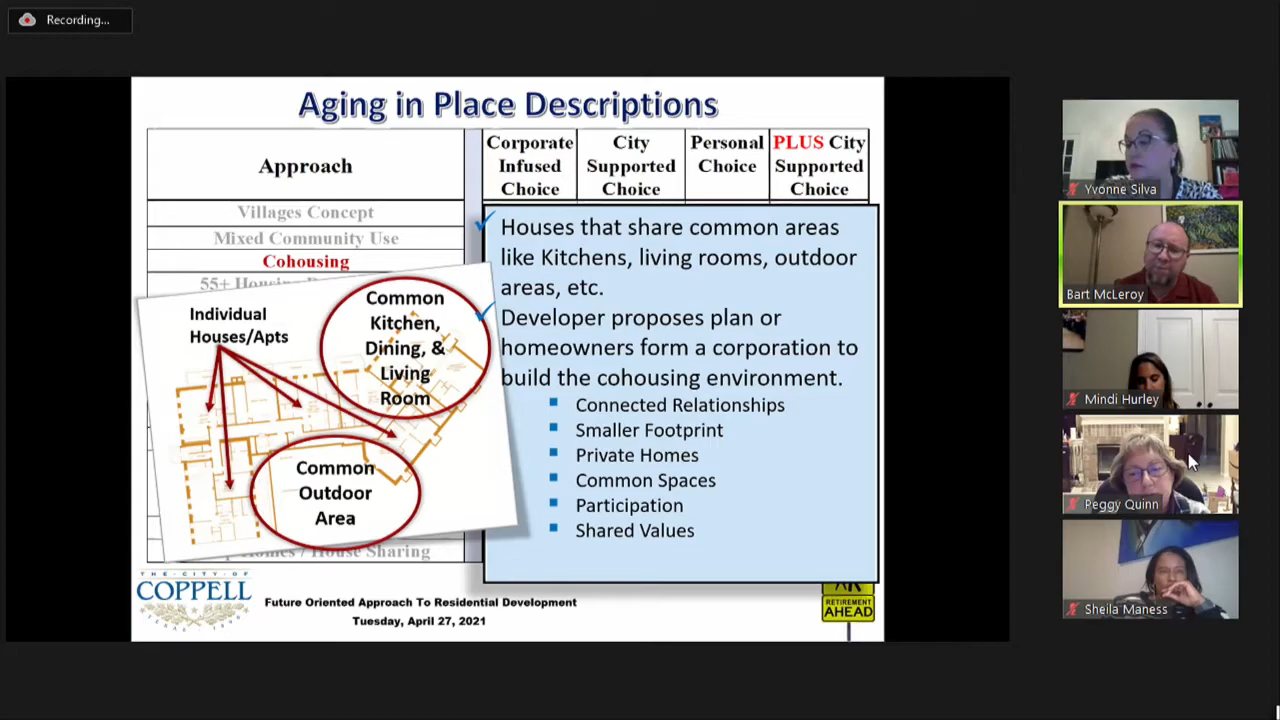 Recording...
Aging in Place Descriptions
Approach
Corporate
Infused
Choice
City
Supported
Choice
Personal
Choice
PLUS City
Supported
Choice
Villages Concept
Mixed Community Use
Cohousing
55+
Individual
Houses/Apts
Common
Kitchen,
Dining, &
Living
Room
Common
Outdoor
Area
/ House Sharing
Houses that share common areas
like Kitchens, living rooms, outdoor
areas, etc.
Developer proposes plan or
homeowners form a corporation to
build the cohousing environment.
Connected Relationships
Smaller Footprint
Private Homes
Common Spaces
Participation
Shared Values
THE·CITY·OF
COPPELL
Future Oriented Approach To Residential Development
Tuesday, April 27, 2021
RETIREMENT
AHEAD
Yvonne Silva
Bart McLeroy
Mindi Hurley
Peggy Quinn
Sheila Maness